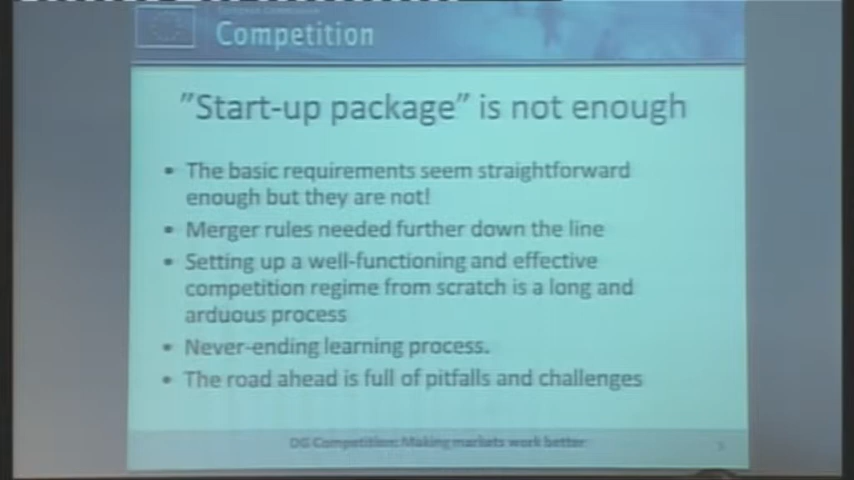 Competition
"Start-up package" is not enough
• The basic requirements seem straightforward
enough but they are not!
• Merger rules needed further down the line
• Setting up a well-functioning and effective
competition regime from scratch is a long and
arduous process
• Never-ending learning process.
• The road ahead is full of pitfalls and challenges
DG Competition: Making markets work better